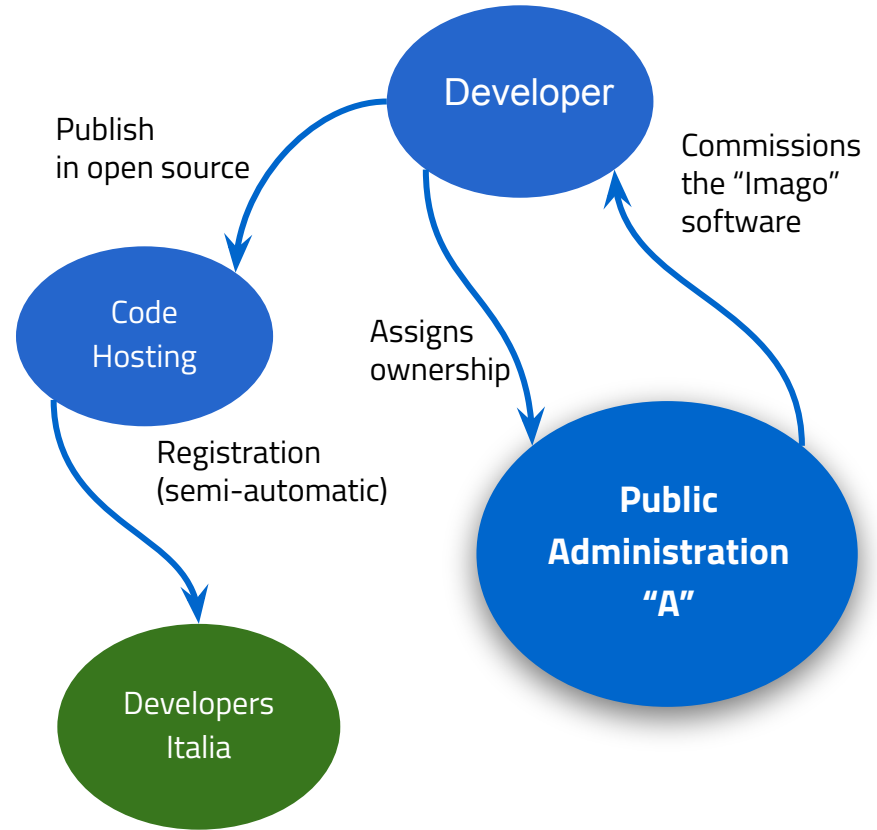 Developer
Publish
in open source
Commissions
the “Imago”
software
Code
Hosting
Assigns
ownership
Registration
(semi-automatic)
Public
Administration
“A”
Developers
Italia